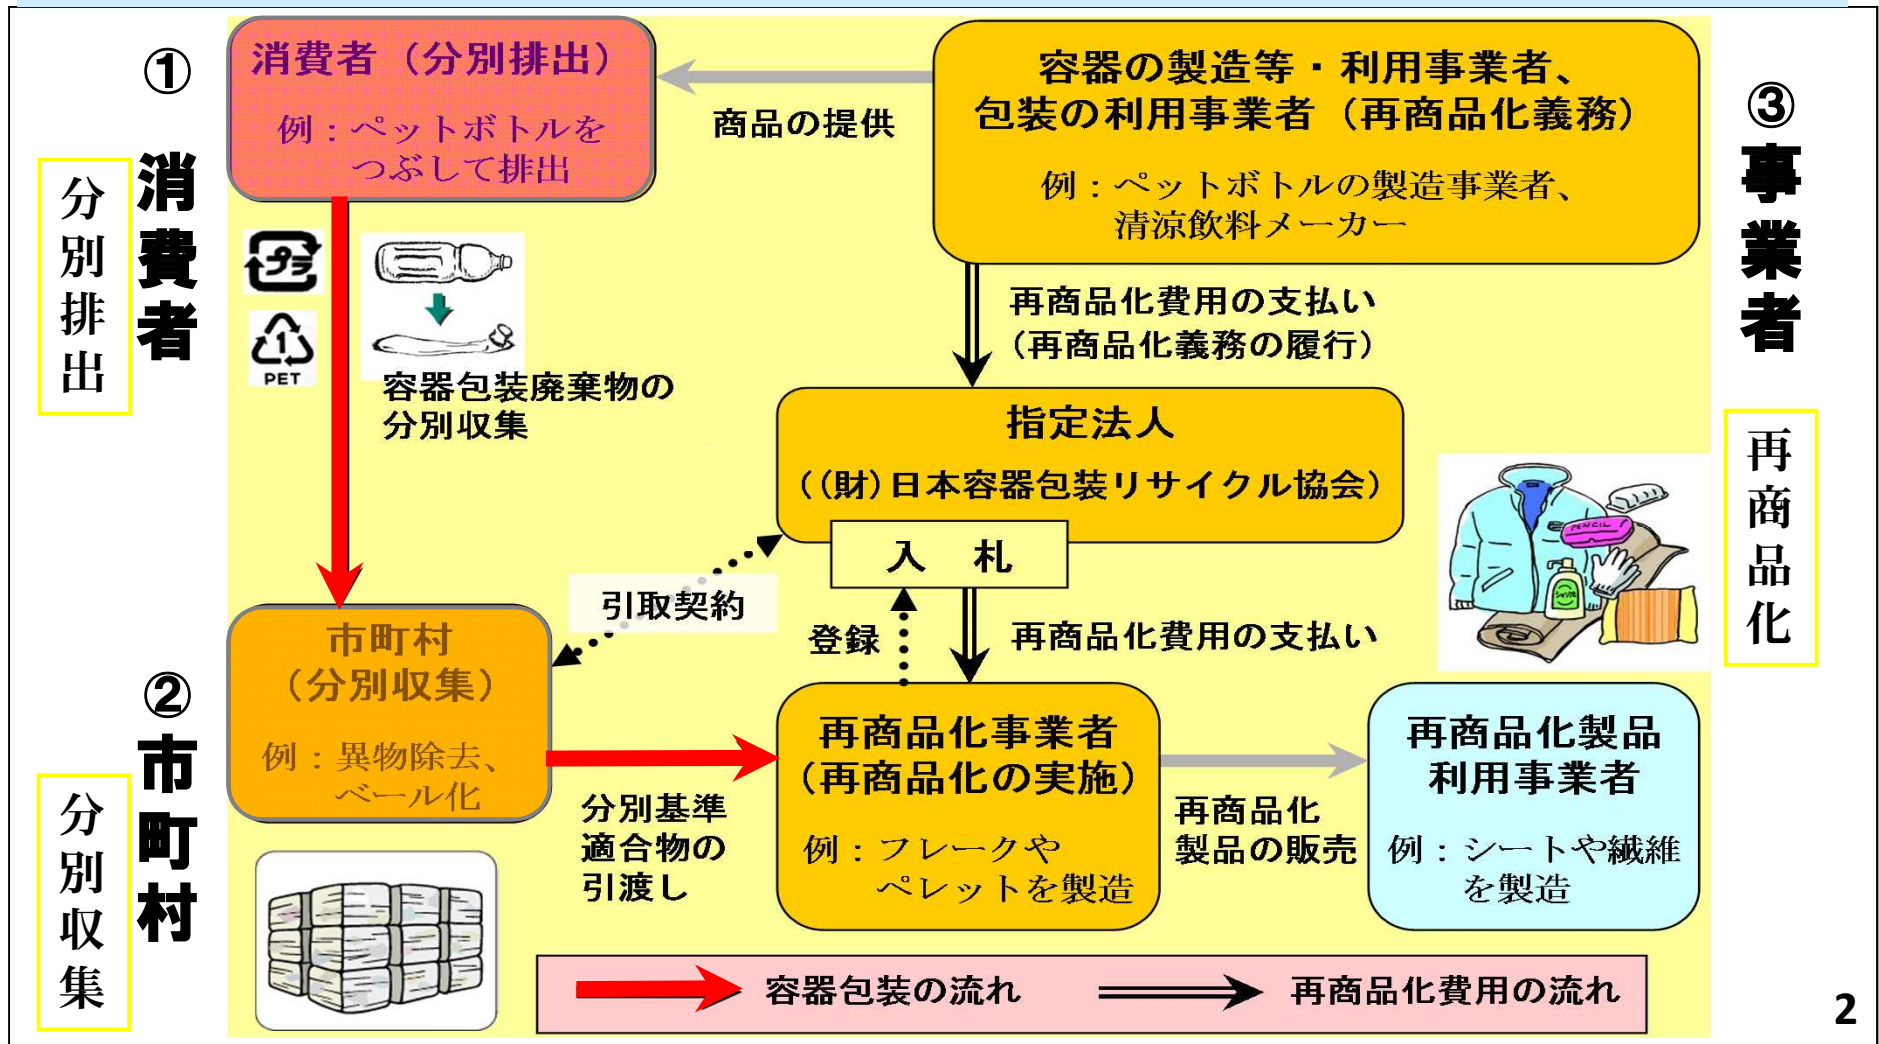 ①
消費者
分別排出
消費者（分別排出）
例：ペットボトルを
つぶして排出
商品の提供
容器の製造等・利用事業者、
包装の利用事業者（再商品化義務）
例：ペットボトルの製造事業者、
清涼飲料メーカー
③
事業者
再商品化
プラ
1
PET
容器包装廃棄物の
分別収集
再商品化費用の支払い
（再商品化義務の履行）
指定法人
（(財)日本容器包装リサイクル協会）
入　札
引取契約
登録
再商品化費用の支払い
PENCIL
②
市町村
分別収集
市町村
（分別収集）
例：異物除去、
ベール化
分別基準
適合物の
引渡し
再商品化事業者
（再商品化の実施）
例：フレークや
ペレットを製造
再商品化
製品の販売
再商品化製品
利用事業者
例：シートや繊維
を製造
容器包装の流れ
再商品化費用の流れ
2